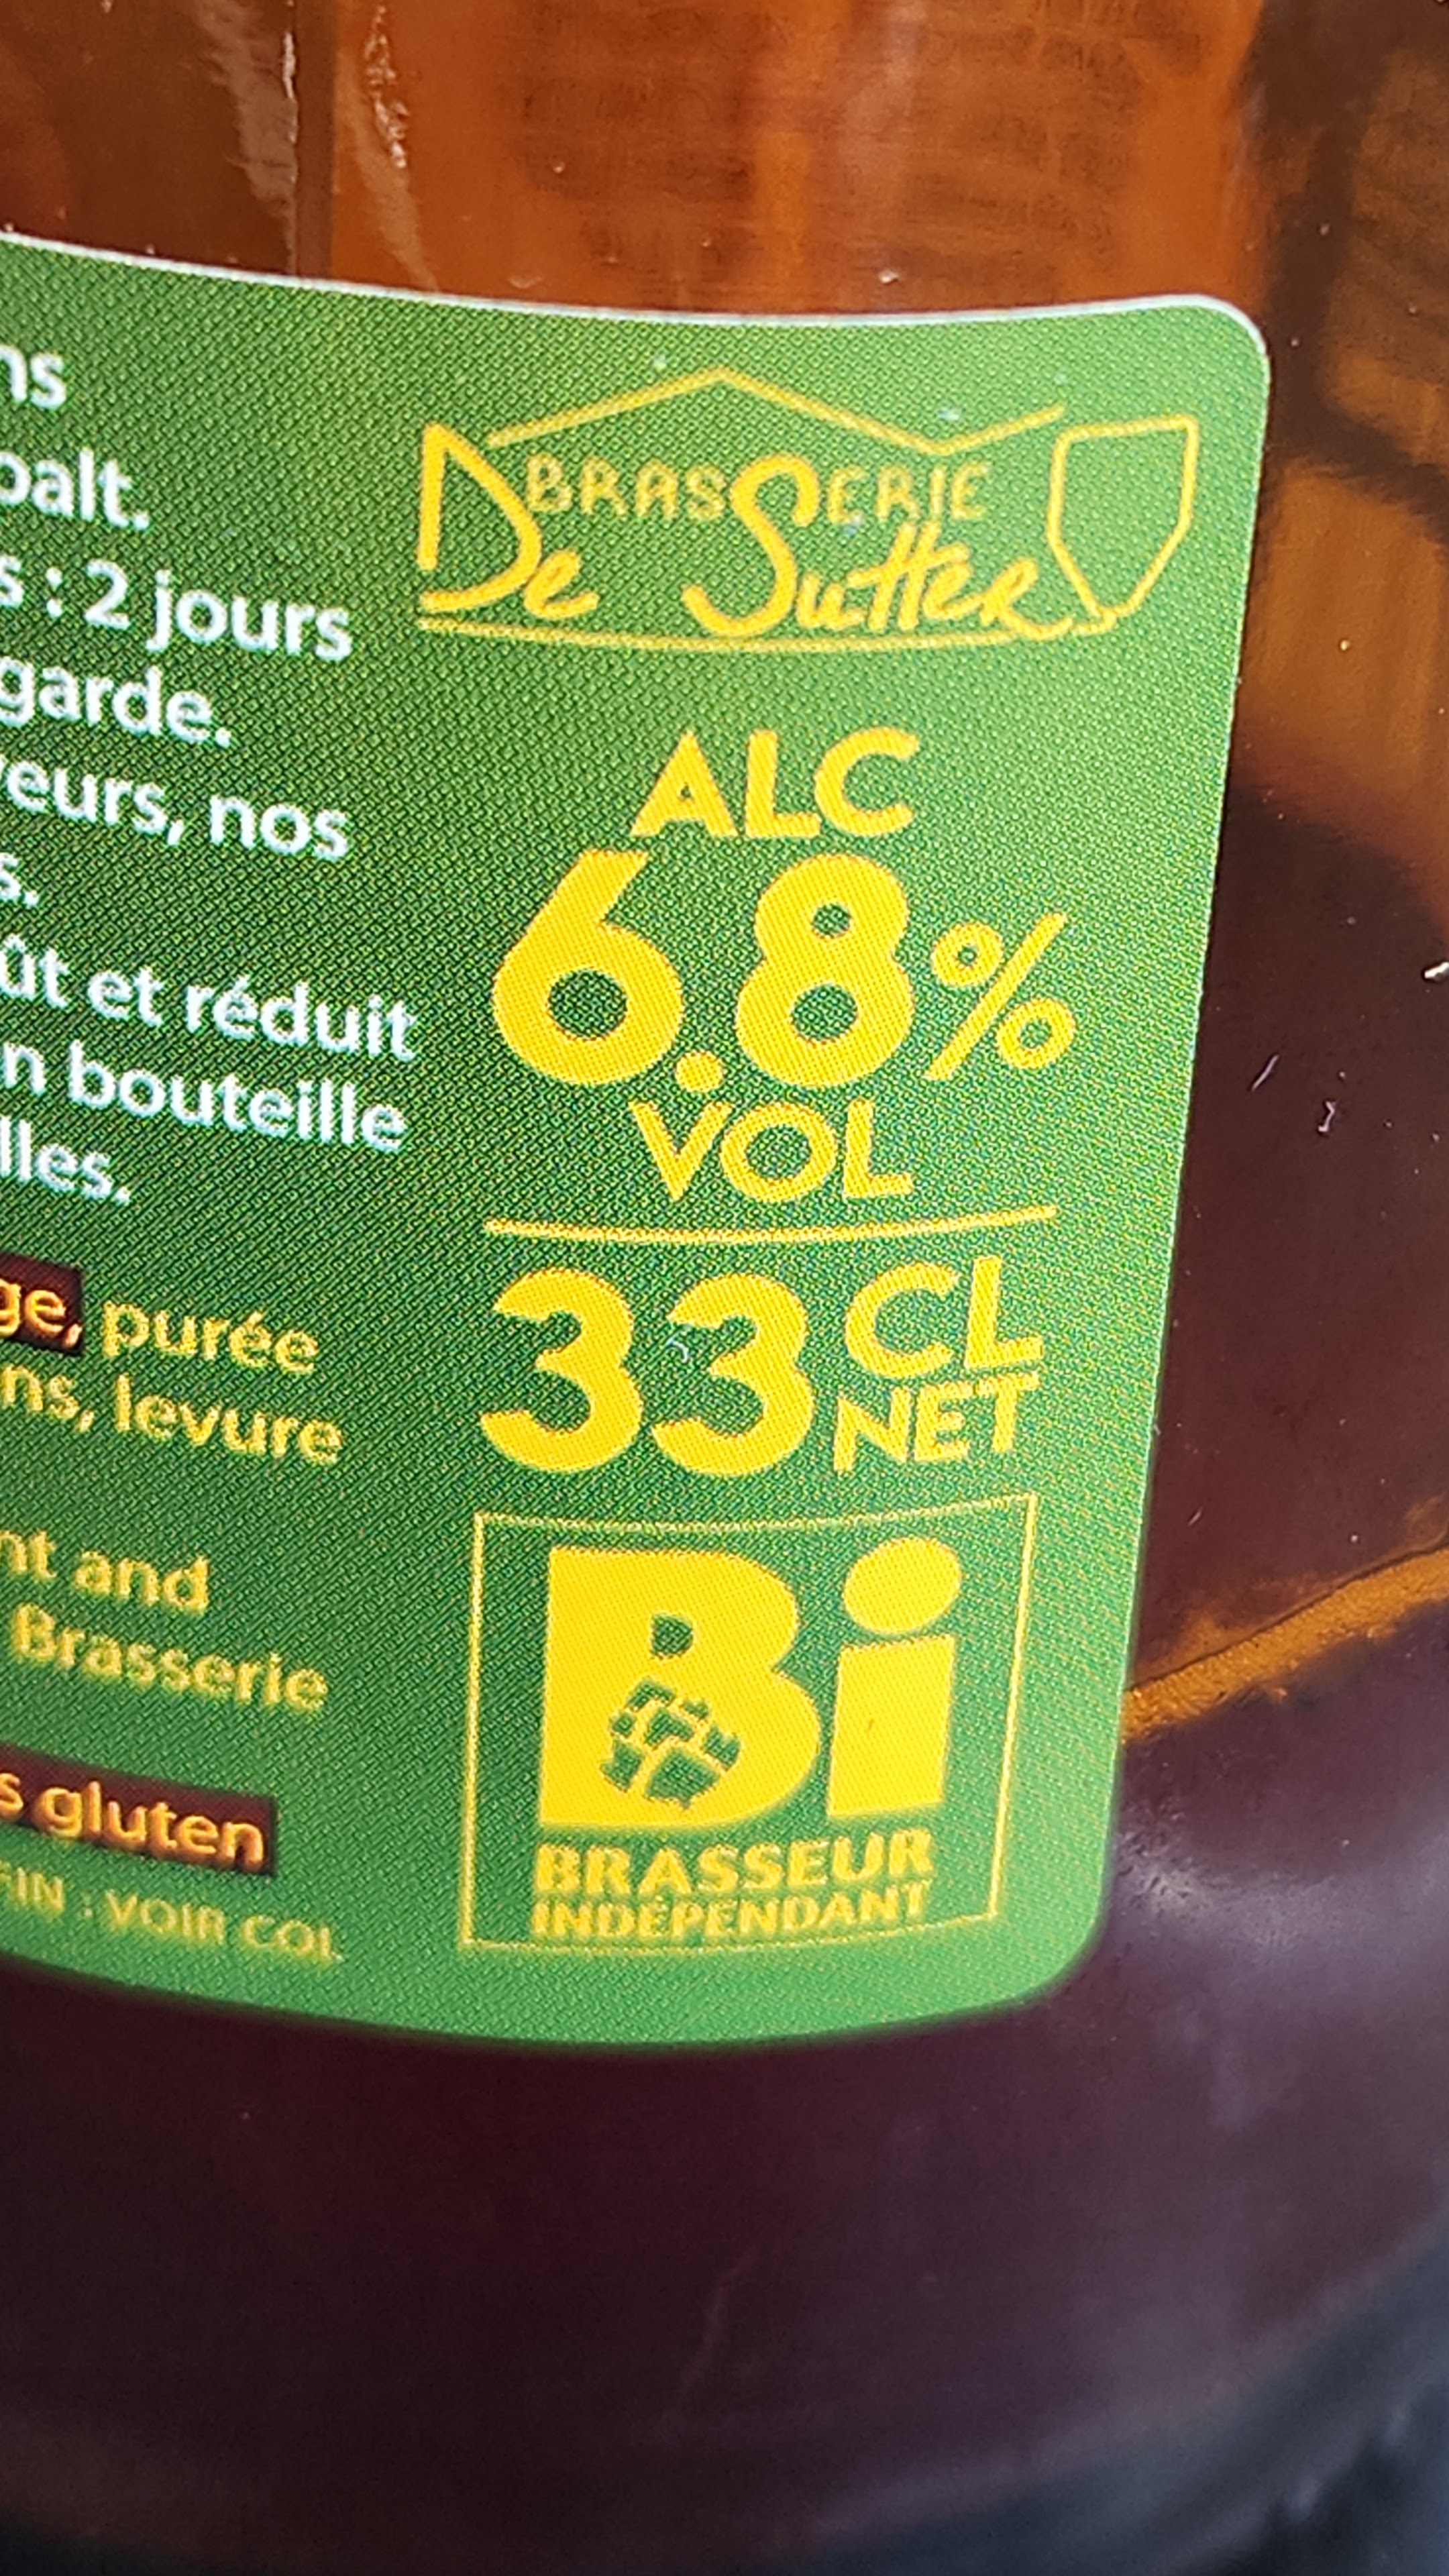 ns
palt.
s : 2 jours
garde.
veurs, nos
s.
ût et réduit
n bouteille
lles.
ge, purée
ns, levure
nt and
Brasserie
s gluten
FIN : VOIR COL
BRASSERIE
De Sutter
ALC
6.8%
VOL
33 CL
NET
Bi
BRASSEUR
INDÉPENDANT